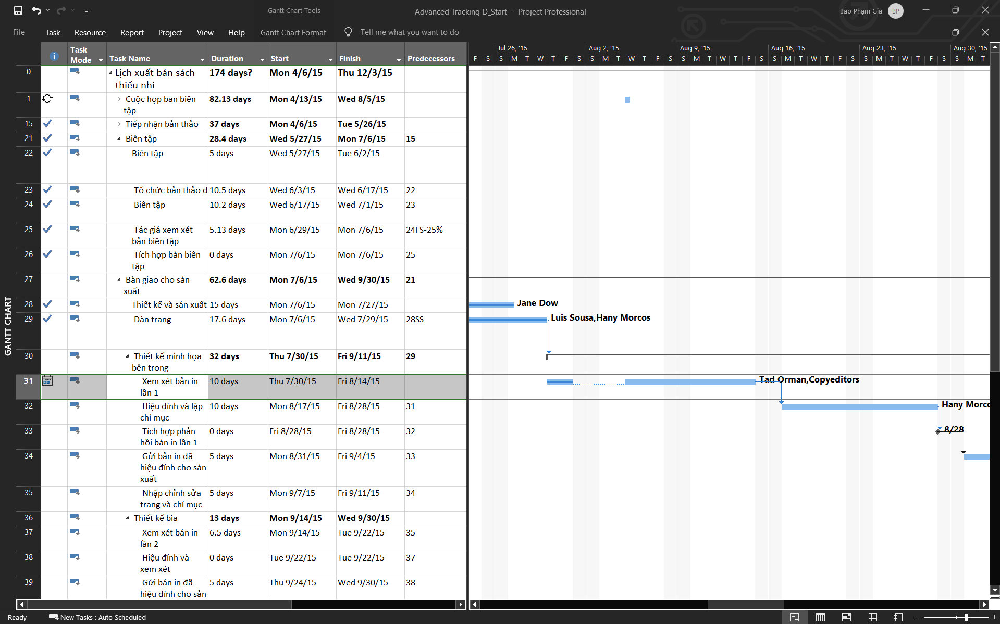 Gantt Chart Tools
Advanced Tracking D_Start - Project Professional
Bảo Phạm Gia
BP
File Task Resource Report Project View Help Gantt Chart Format Tell me what you want to do
Task Mode Task Name Duration Start Finish Predecessors
Jul 26, '15 Aug 2, '15 Aug 9, '15 Aug 16, '15 Aug 23, '15 Aug 30, '15
F S S M T W T F S S M T W T F S S M T W T F S S M T W T F S S M T W T F S S M T
0 Lịch xuất bản sách thiếu nhi 174 days? Mon 4/6/15 Thu 12/3/15
1 Cuộc họp ban biên tập 82.13 days Mon 4/13/15 Wed 8/5/15
15 Tiếp nhận bản thảo 37 days Mon 4/6/15 Tue 5/26/15
21 Biên tập 28.4 days Wed 5/27/15 Mon 7/6/15 15
22 Biên tập 5 days Wed 5/27/15 Tue 6/2/15
23 Tổ chức bản thảo đ 10.5 days Wed 6/3/15 Wed 6/17/15 22
24 Biên tập 10.2 days Wed 6/17/15 Wed 7/1/15 23
25 Tác giả xem xét bản biên tập 5.13 days Mon 6/29/15 Mon 7/6/15 24FS-25%
26 Tích hợp bản biên tập 0 days Mon 7/6/15 Mon 7/6/15 25
27 Bàn giao cho sản xuất 62.6 days Mon 7/6/15 Wed 9/30/15 21
28 Thiết kế và sản xuất 15 days Mon 7/6/15 Mon 7/27/15 Jane Dow
29 Dàn trang 17.6 days Mon 7/6/15 Wed 7/29/15 28SS Luis Sousa,Hany Morcos
30 Thiết kế minh họa bên trong 32 days Thu 7/30/15 Fri 9/11/15 29
31 Xem xét bản in lần 1 10 days Thu 7/30/15 Fri 8/14/15 Tad Orman,Copyeditors
32 Hiệu đính và lập chỉ mục 10 days Mon 8/17/15 Fri 8/28/15 31 Hany Morco
33 Tích hợp phản hồi bản in lần 1 0 days Fri 8/28/15 Fri 8/28/15 32 8/28
34 Gửi bản in đã hiệu đính cho sản xuất 5 days Mon 8/31/15 Fri 9/4/15 33
35 Nhập chỉnh sửa trang và chỉ mục 5 days Mon 9/7/15 Fri 9/11/15 34
36 Thiết kế bìa 13 days Mon 9/14/15 Wed 9/30/15
37 Xem xét bản in lần 2 6.5 days Mon 9/14/15 Tue 9/22/15 35
38 Hiệu đính và xem xét 0 days Tue 9/22/15 Tue 9/22/15 37
39 Gửi bản in đã hiệu đính cho sản 5 days Thu 9/24/15 Wed 9/30/15 38
GANTT CHART
Ready New Tasks : Auto Scheduled